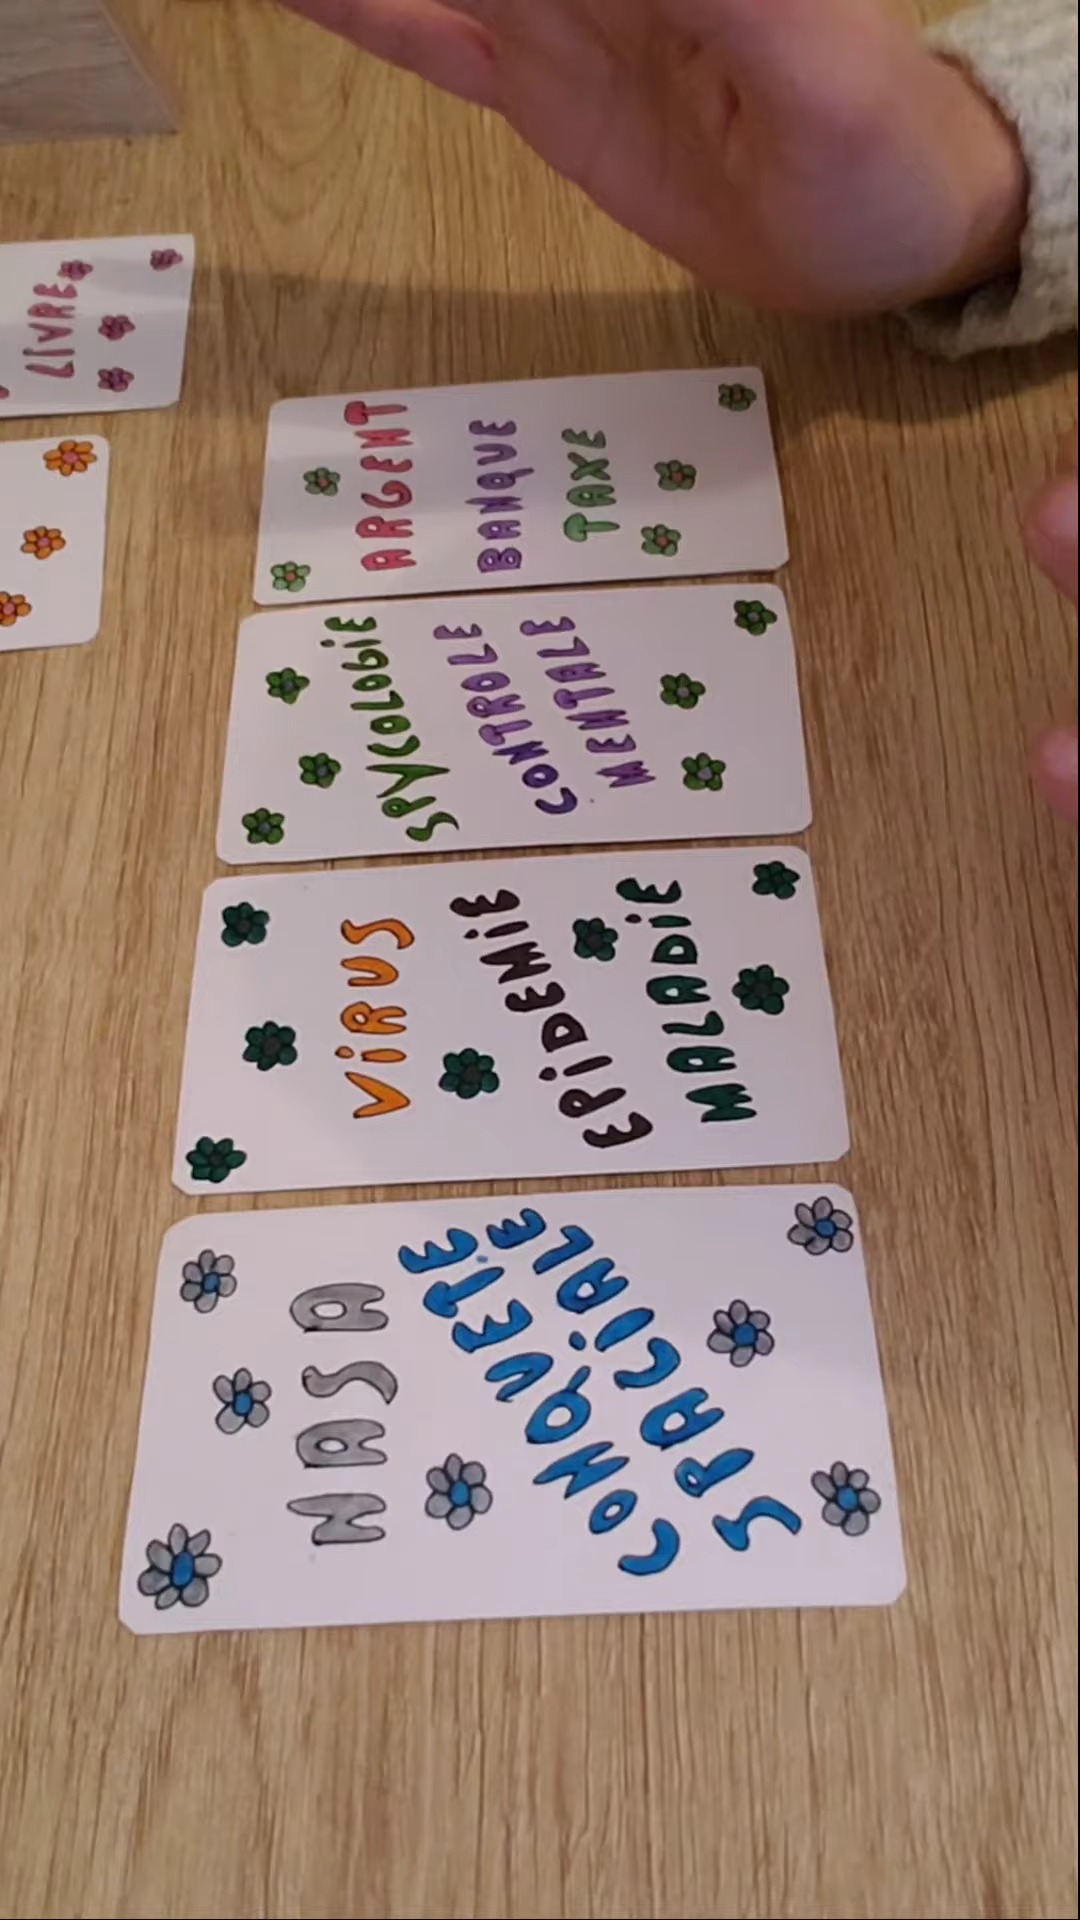 LiVRE
ARGENT
BANQUE
TAXE
SPYCOLOGiE
CONTROLE
MENTALE
ViRUS
EPiDEMiE
MALADiE
NASA
CONQUETE
SPACiALE